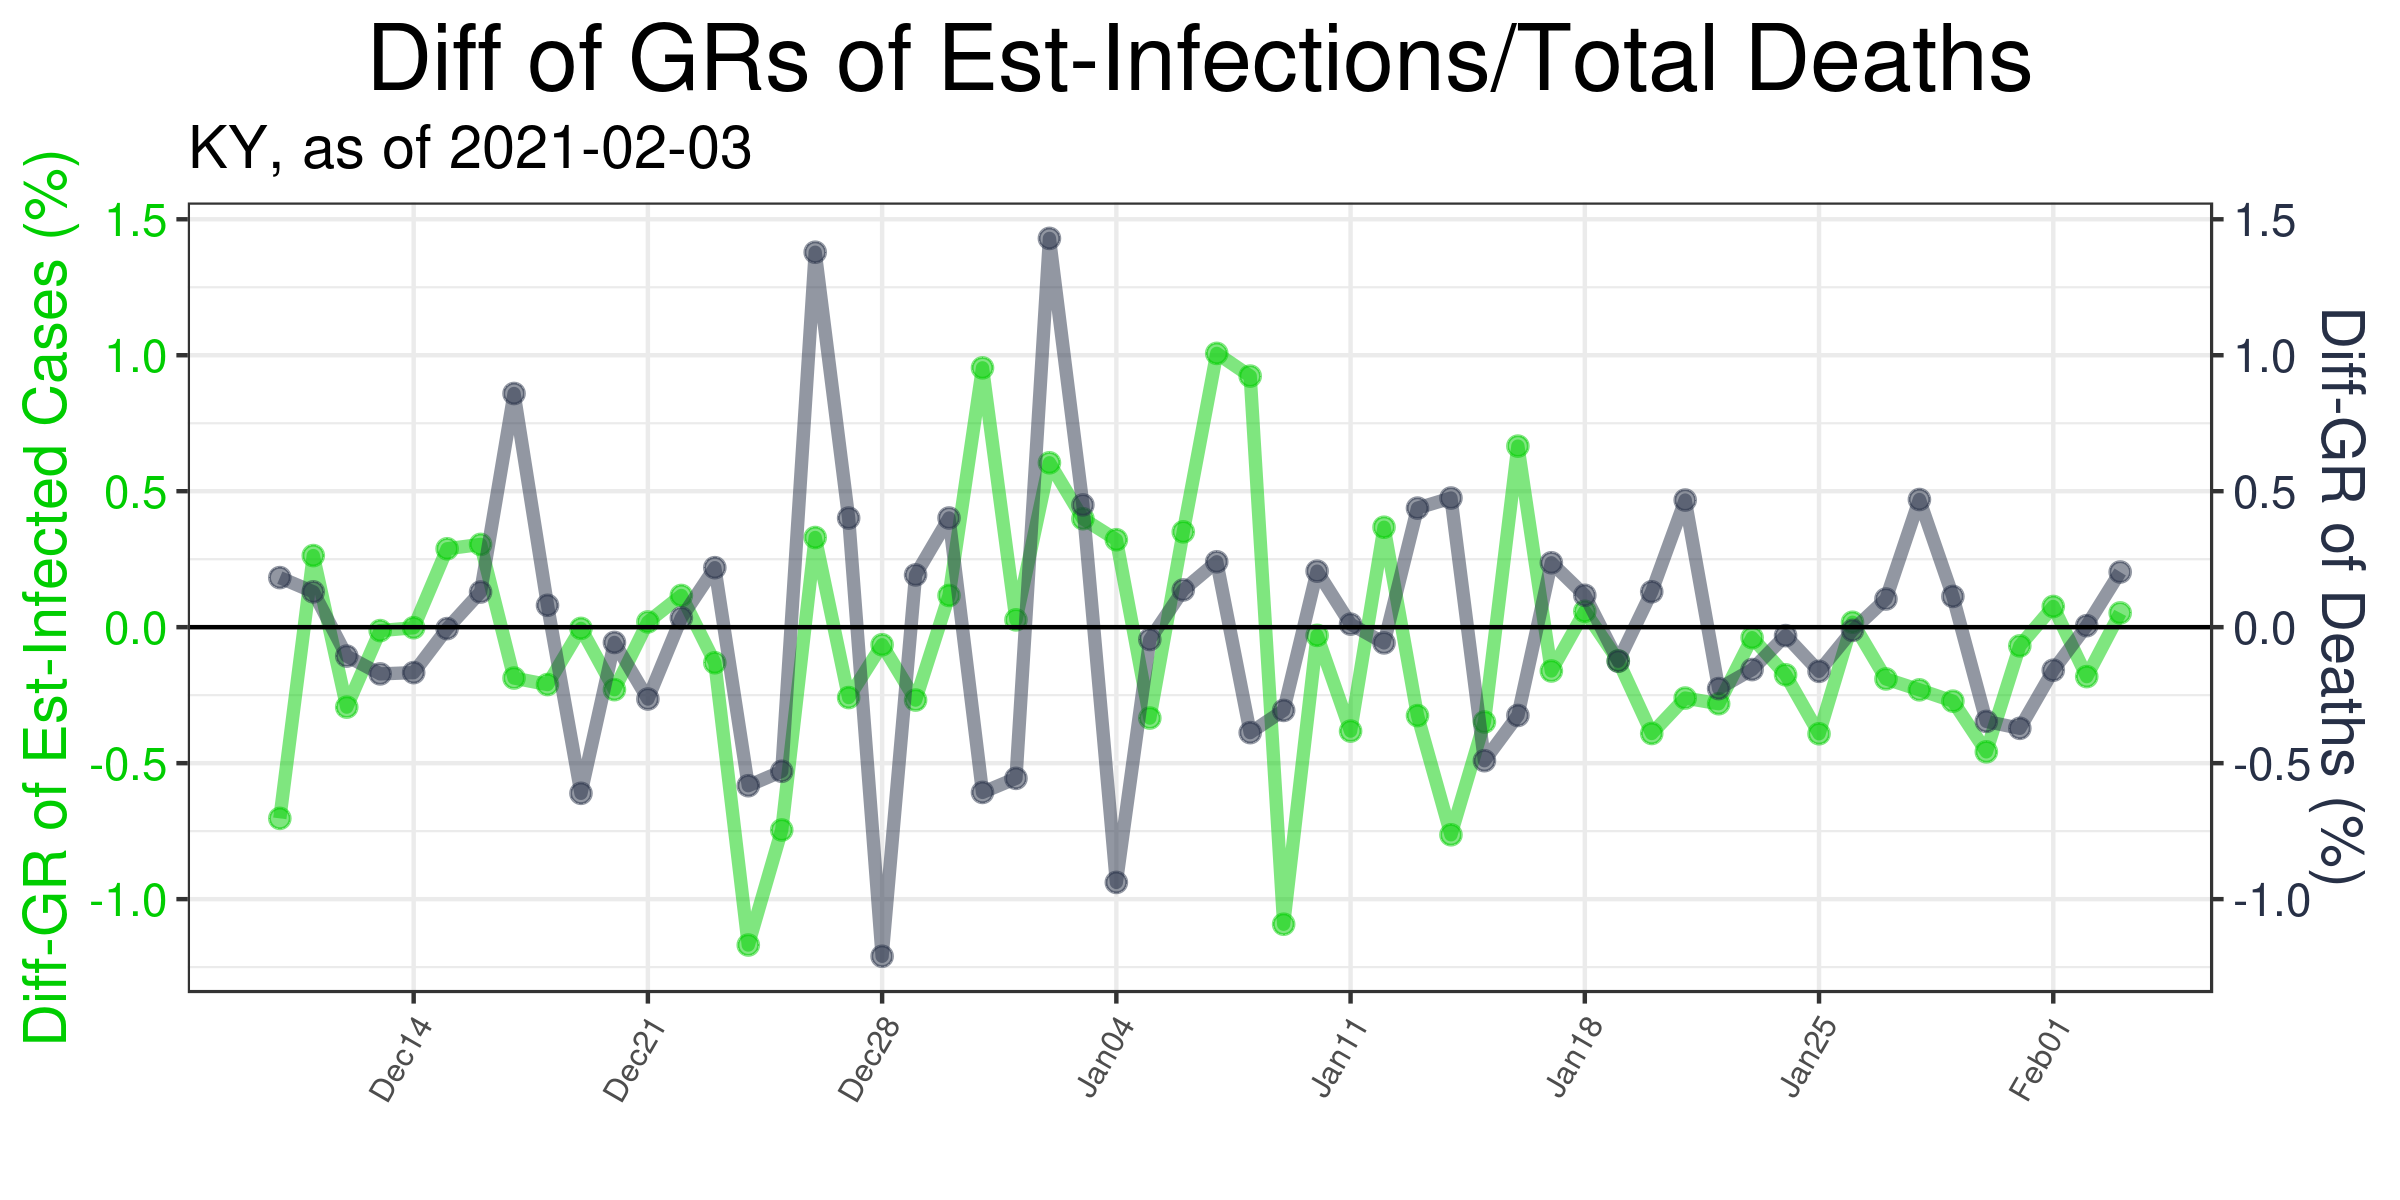 Diff of GRs of Est-Infections/Total Deaths
KY, as of 2021-02-03
Diff-GR of Est-Infected Cases (%)
1.5
1.0
0.5
0.0
-0.5
-1.0
1.5
1.0
0.5
0.0
-0.5
-1.0
Diff-GR of Deaths (%)
Dec14
Dec21
Dec28
Jan04
Jan11
Jan18
Jan25
Feb01